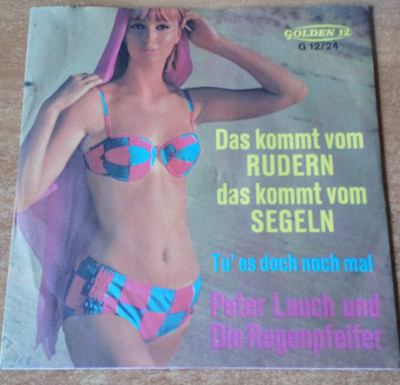 GOLDEN 12
G 12/24
Das kommt vom
RUDERN
das kommt vom
SEGELN
Tu' es doch noch mal
Peter Lauch und
Die Regenpfeifer